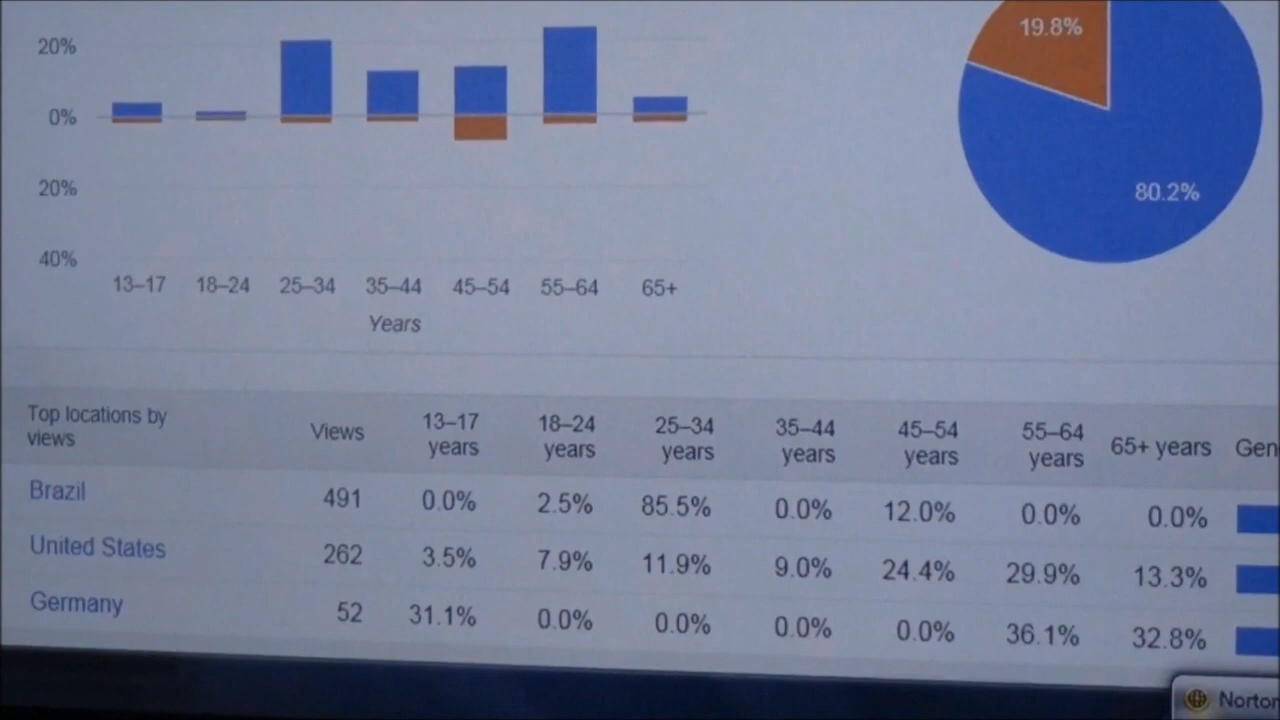 20%
0%
20%
40%
13–17 18–24 25–34 35–44 45–54 55–64 65+
Years
19.8%
80.2%
Top locations by views Views 13–17 years 18–24 years 25–34 years 35–44 years 45–54 years 55–64 years 65+ years Gen
Brazil 491 0.0% 2.5% 85.5% 0.0% 12.0% 0.0% 0.0%
United States 262 3.5% 7.9% 11.9% 9.0% 24.4% 29.9% 13.3%
Germany 52 31.1% 0.0% 0.0% 0.0% 0.0% 36.1% 32.8%
Norton